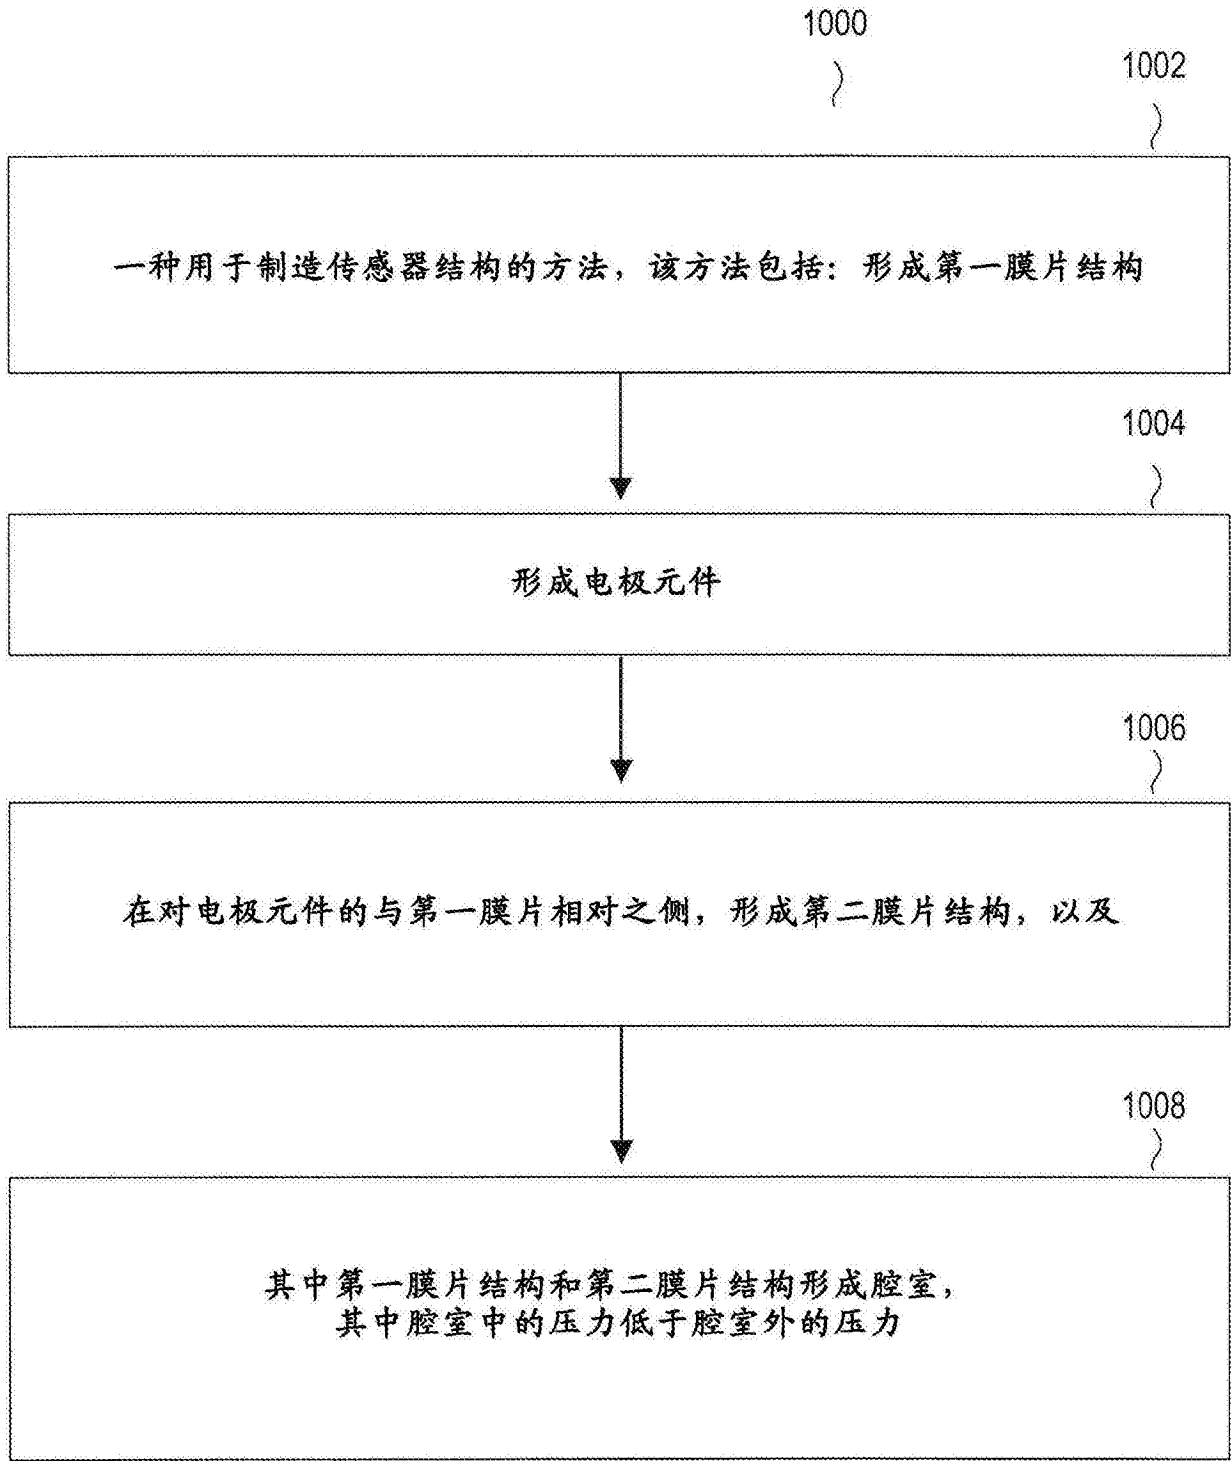 1000
1002
一种用于制造传感器结构的方法，该方法包括：形成第一膜片结构
1004
形成电极元件
1006
在对电极元件的与第一膜片相对之侧，形成第二膜片结构，以及
1008
其中第一膜片结构和第二膜片结构形成腔室，
其中腔室中的压力低于腔室外的压力